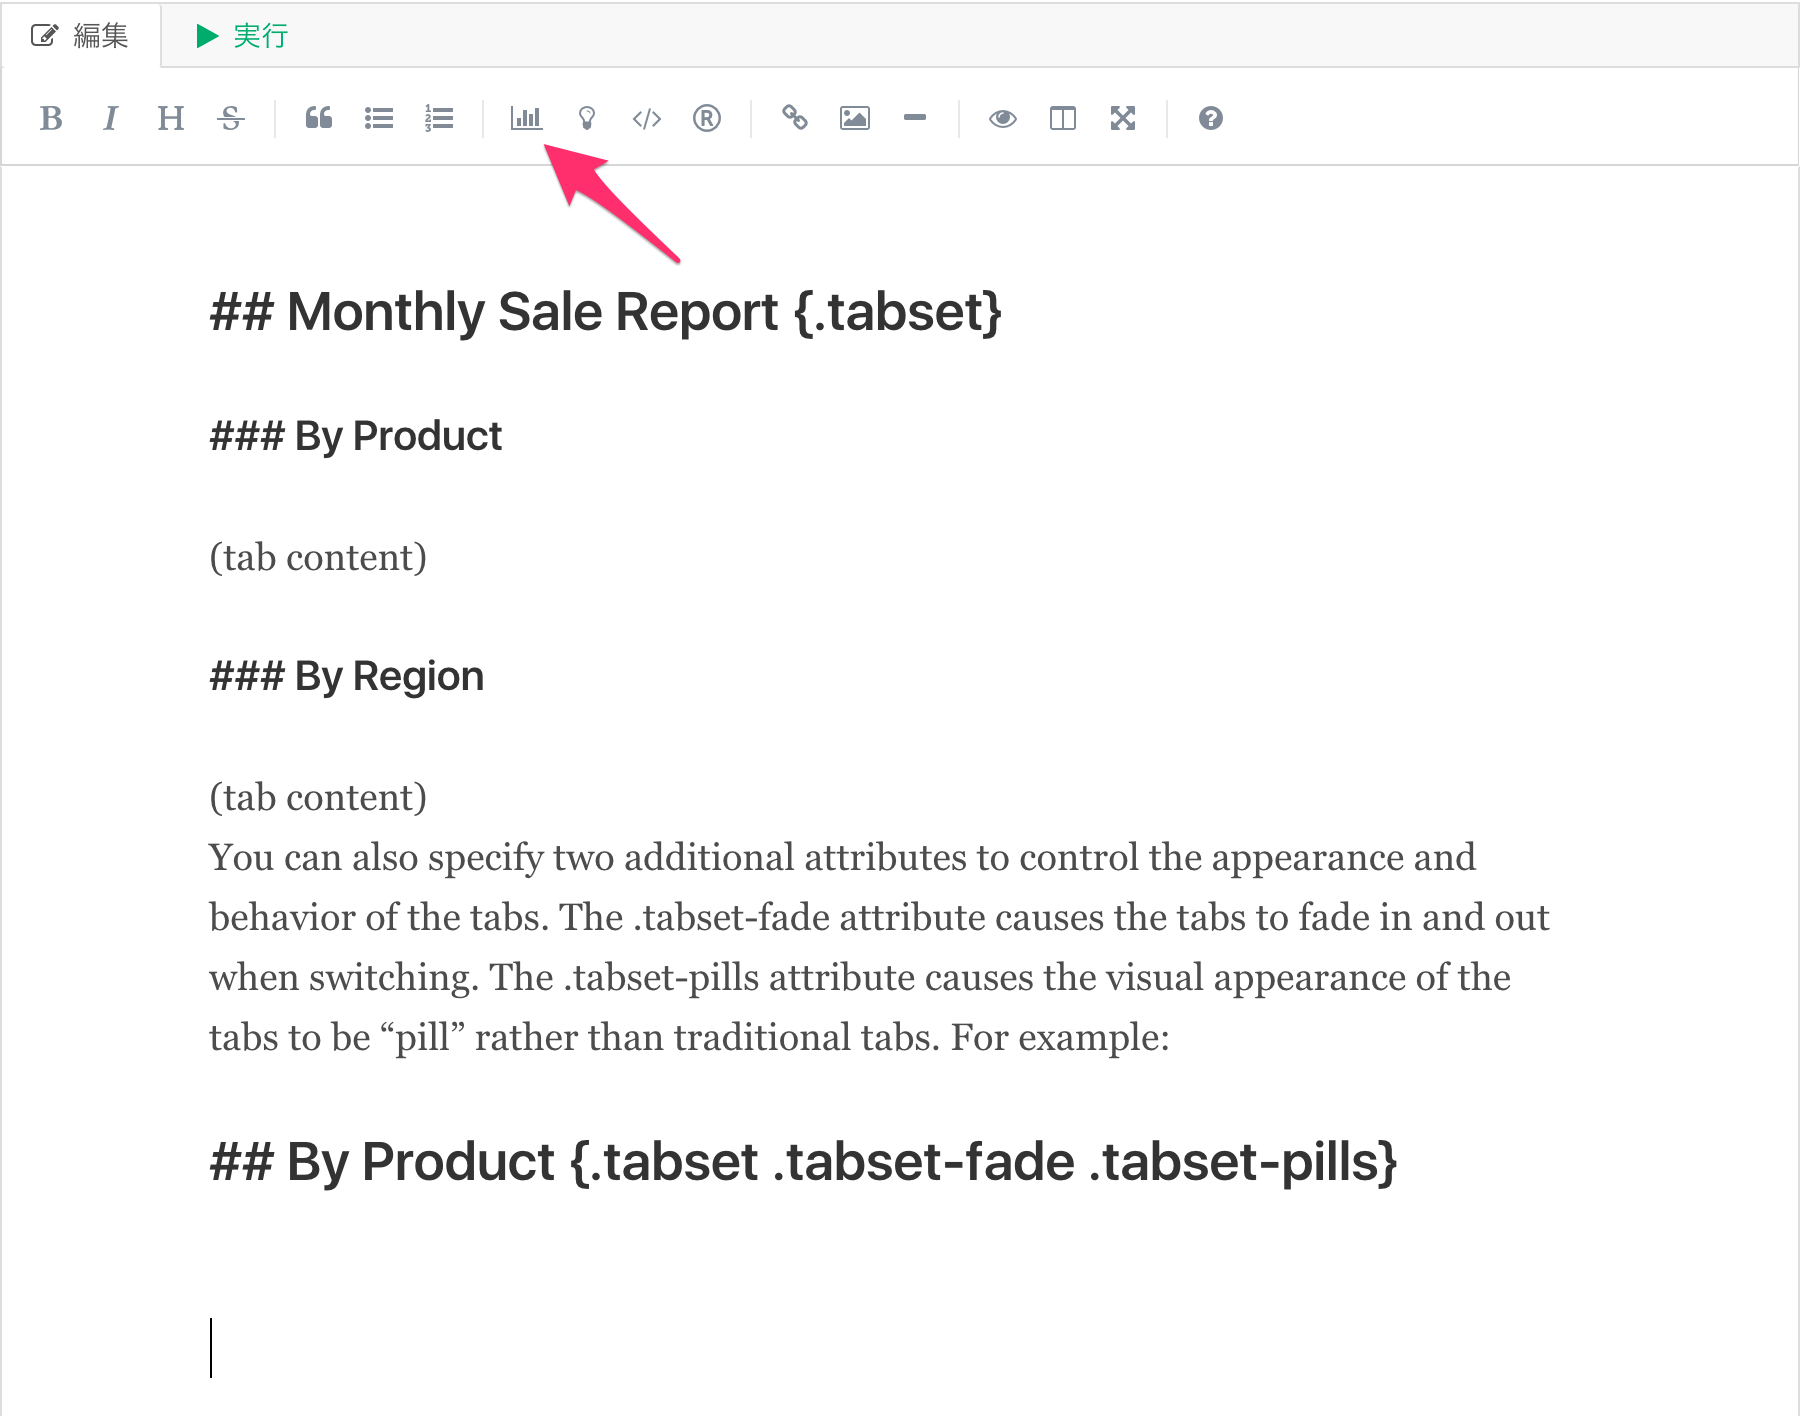 編集 実行
B I H S R
## Monthly Sale Report {.tabset}
### By Product
(tab content)
### By Region
(tab content)
You can also specify two additional attributes to control the appearance and
behavior of the tabs. The .tabset-fade attribute causes the tabs to fade in and out
when switching. The .tabset-pills attribute causes the visual appearance of the
tabs to be “pill” rather than traditional tabs. For example:
## By Product {.tabset .tabset-fade .tabset-pills}